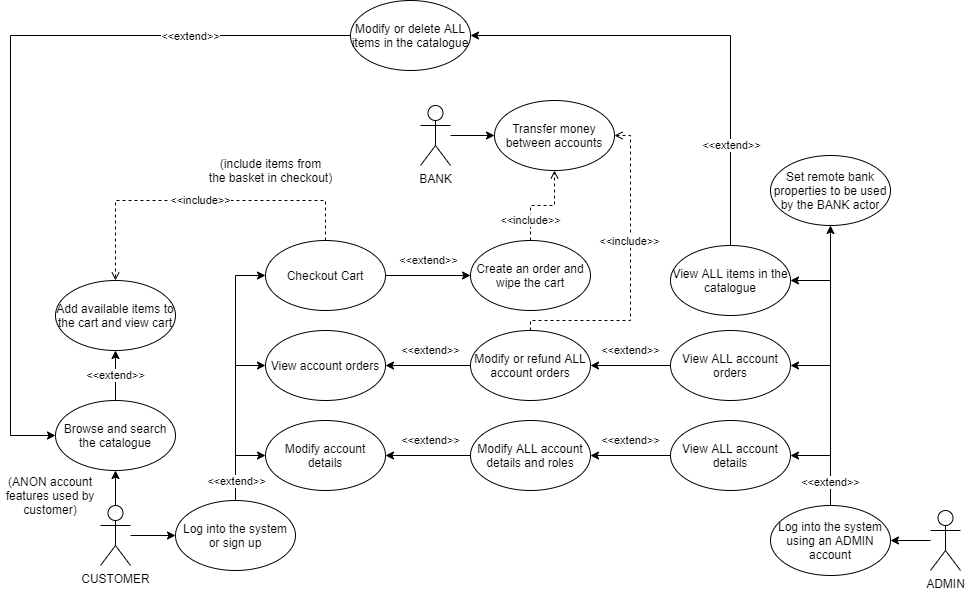 Modify or delete ALL
items in the catalogue
<<extend>>
Transfer money
between accounts
BANK
<<extend>>
(include items from
the basket in checkout)
<<include>>
Set remote bank
properties to be used
by the BANK actor
<<include>>
<<include>>
Checkout Cart
<<extend>>
Create an order and
wipe the cart
View ALL items in the
catalogue
Add available items to
the cart and view cart
<<extend>>
View account orders
<<extend>>
Modify or refund ALL
account orders
<<extend>>
View ALL account
orders
Browse and search
the catalogue
Modify account
details
<<extend>>
Modify ALL account
details and roles
<<extend>>
View ALL account
details
(ANON account
features used by
customer)
<<extend>>
<<extend>>
CUSTOMER
Log into the system
or sign up
Log into the system
using an ADMIN
account
ADMIN